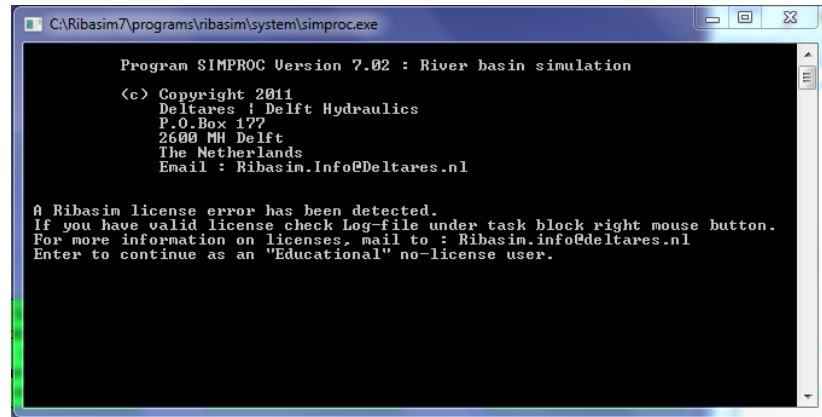 C:\Ribasim7\programs\ribasim\system\simproc.exe
Program SIMPROC Version 7.02 : River basin simulation
(c) Copyright 2011
Deltares ¦ Delft Hydraulics
P.O.Box 177
2600 MH Delft
The Netherlands
Email : Ribasim.Info@Deltares.nl
A Ribasim license error has been detected.
If you have valid license check Log-file under task block right mouse button.
For more information on licenses, mail to : Ribasim.info@deltares.nl
Enter to continue as an "Educational" no-license user.